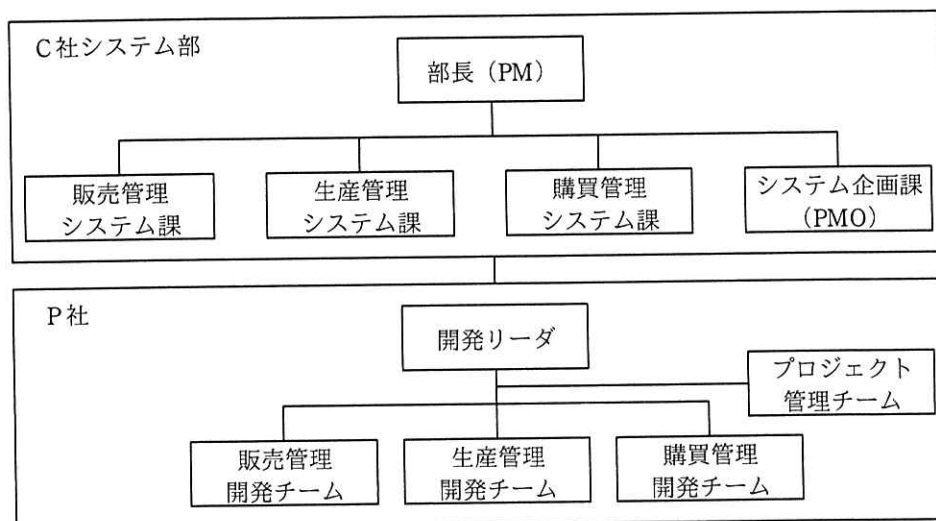 C社システム部
部長（PM）
販売管理
システム課
生産管理
システム課
購買管理
システム課
システム企画課
（PMO）
P社
開発リーダ
プロジェクト
管理チーム
販売管理
開発チーム
生産管理
開発チーム
購買管理
開発チーム